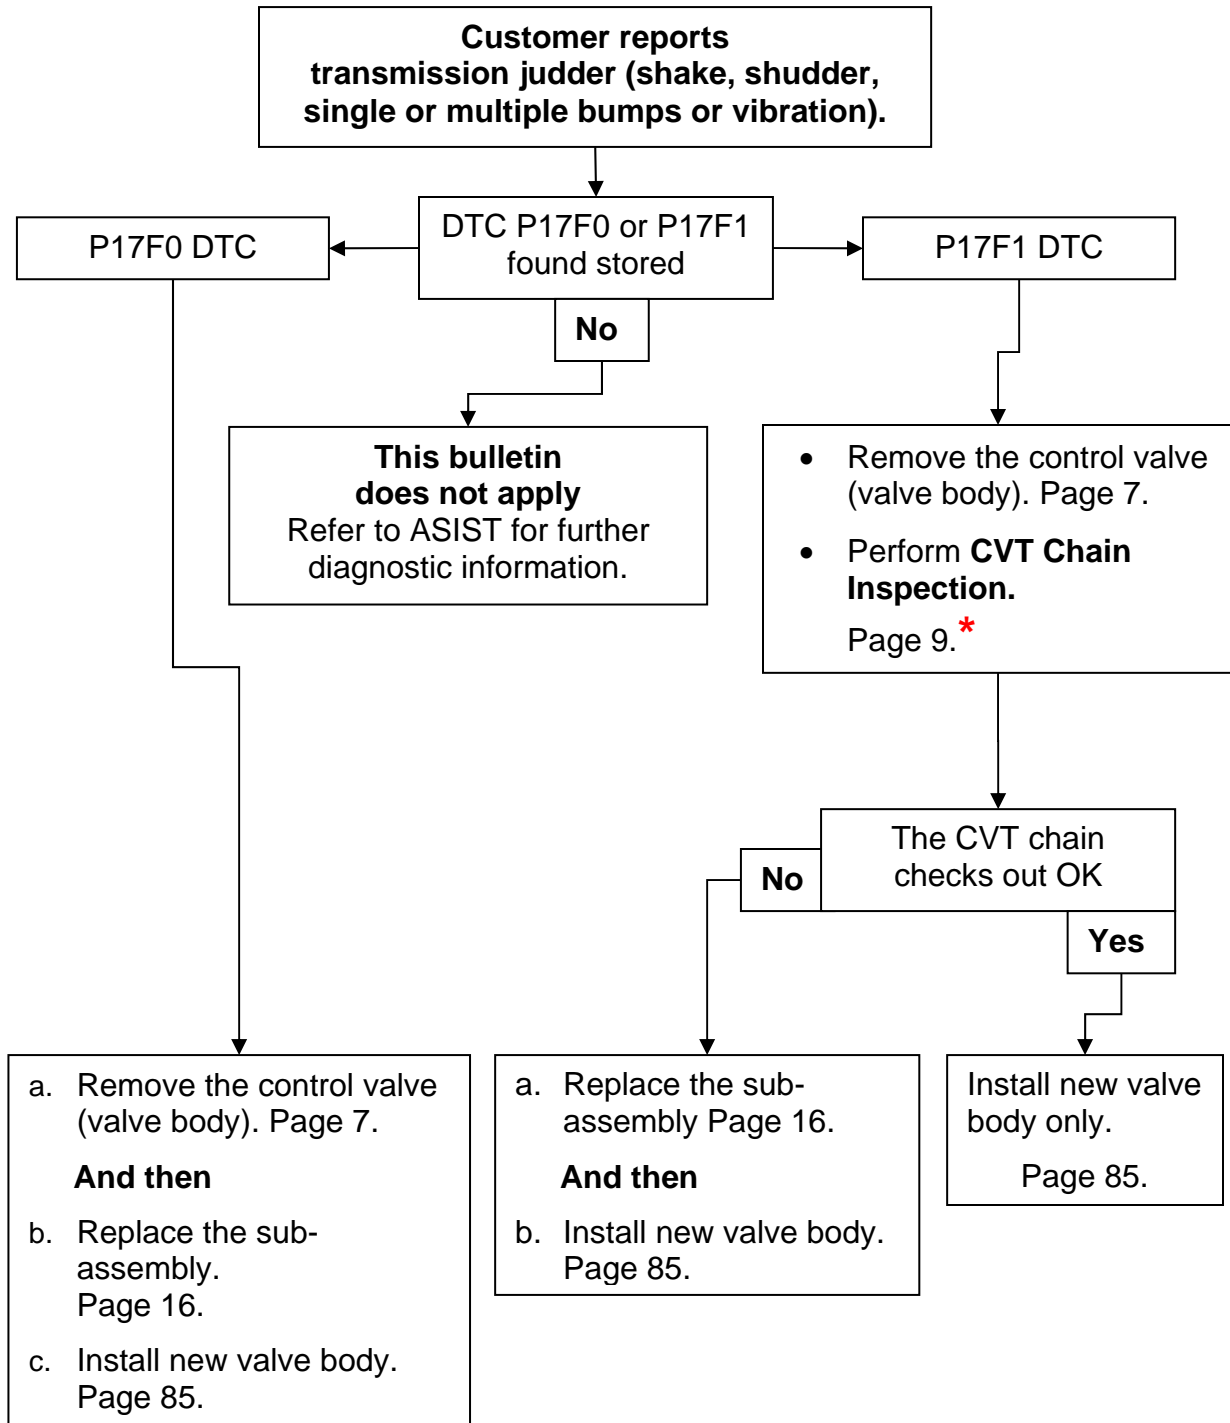 Customer reports
transmission judder (shake, shudder,
single or multiple bumps or vibration).
P17F0 DTC
DTC P17F0 or P17F1
found stored
P17F1 DTC
No
This bulletin
does not apply
Refer to ASIST for further
diagnostic information.
• Remove the control valve
(valve body). Page 7.
• Perform CVT Chain
Inspection.
Page 9.*
The CVT chain
checks out OK
No
Yes
a. Remove the control valve
(valve body). Page 7.
And then
b. Replace the sub-
assembly.
Page 16.
c. Install new valve body.
Page 85.
a. Replace the sub-
assembly Page 16.
And then
b. Install new valve body.
Page 85.
Install new valve
body only.
Page 85.